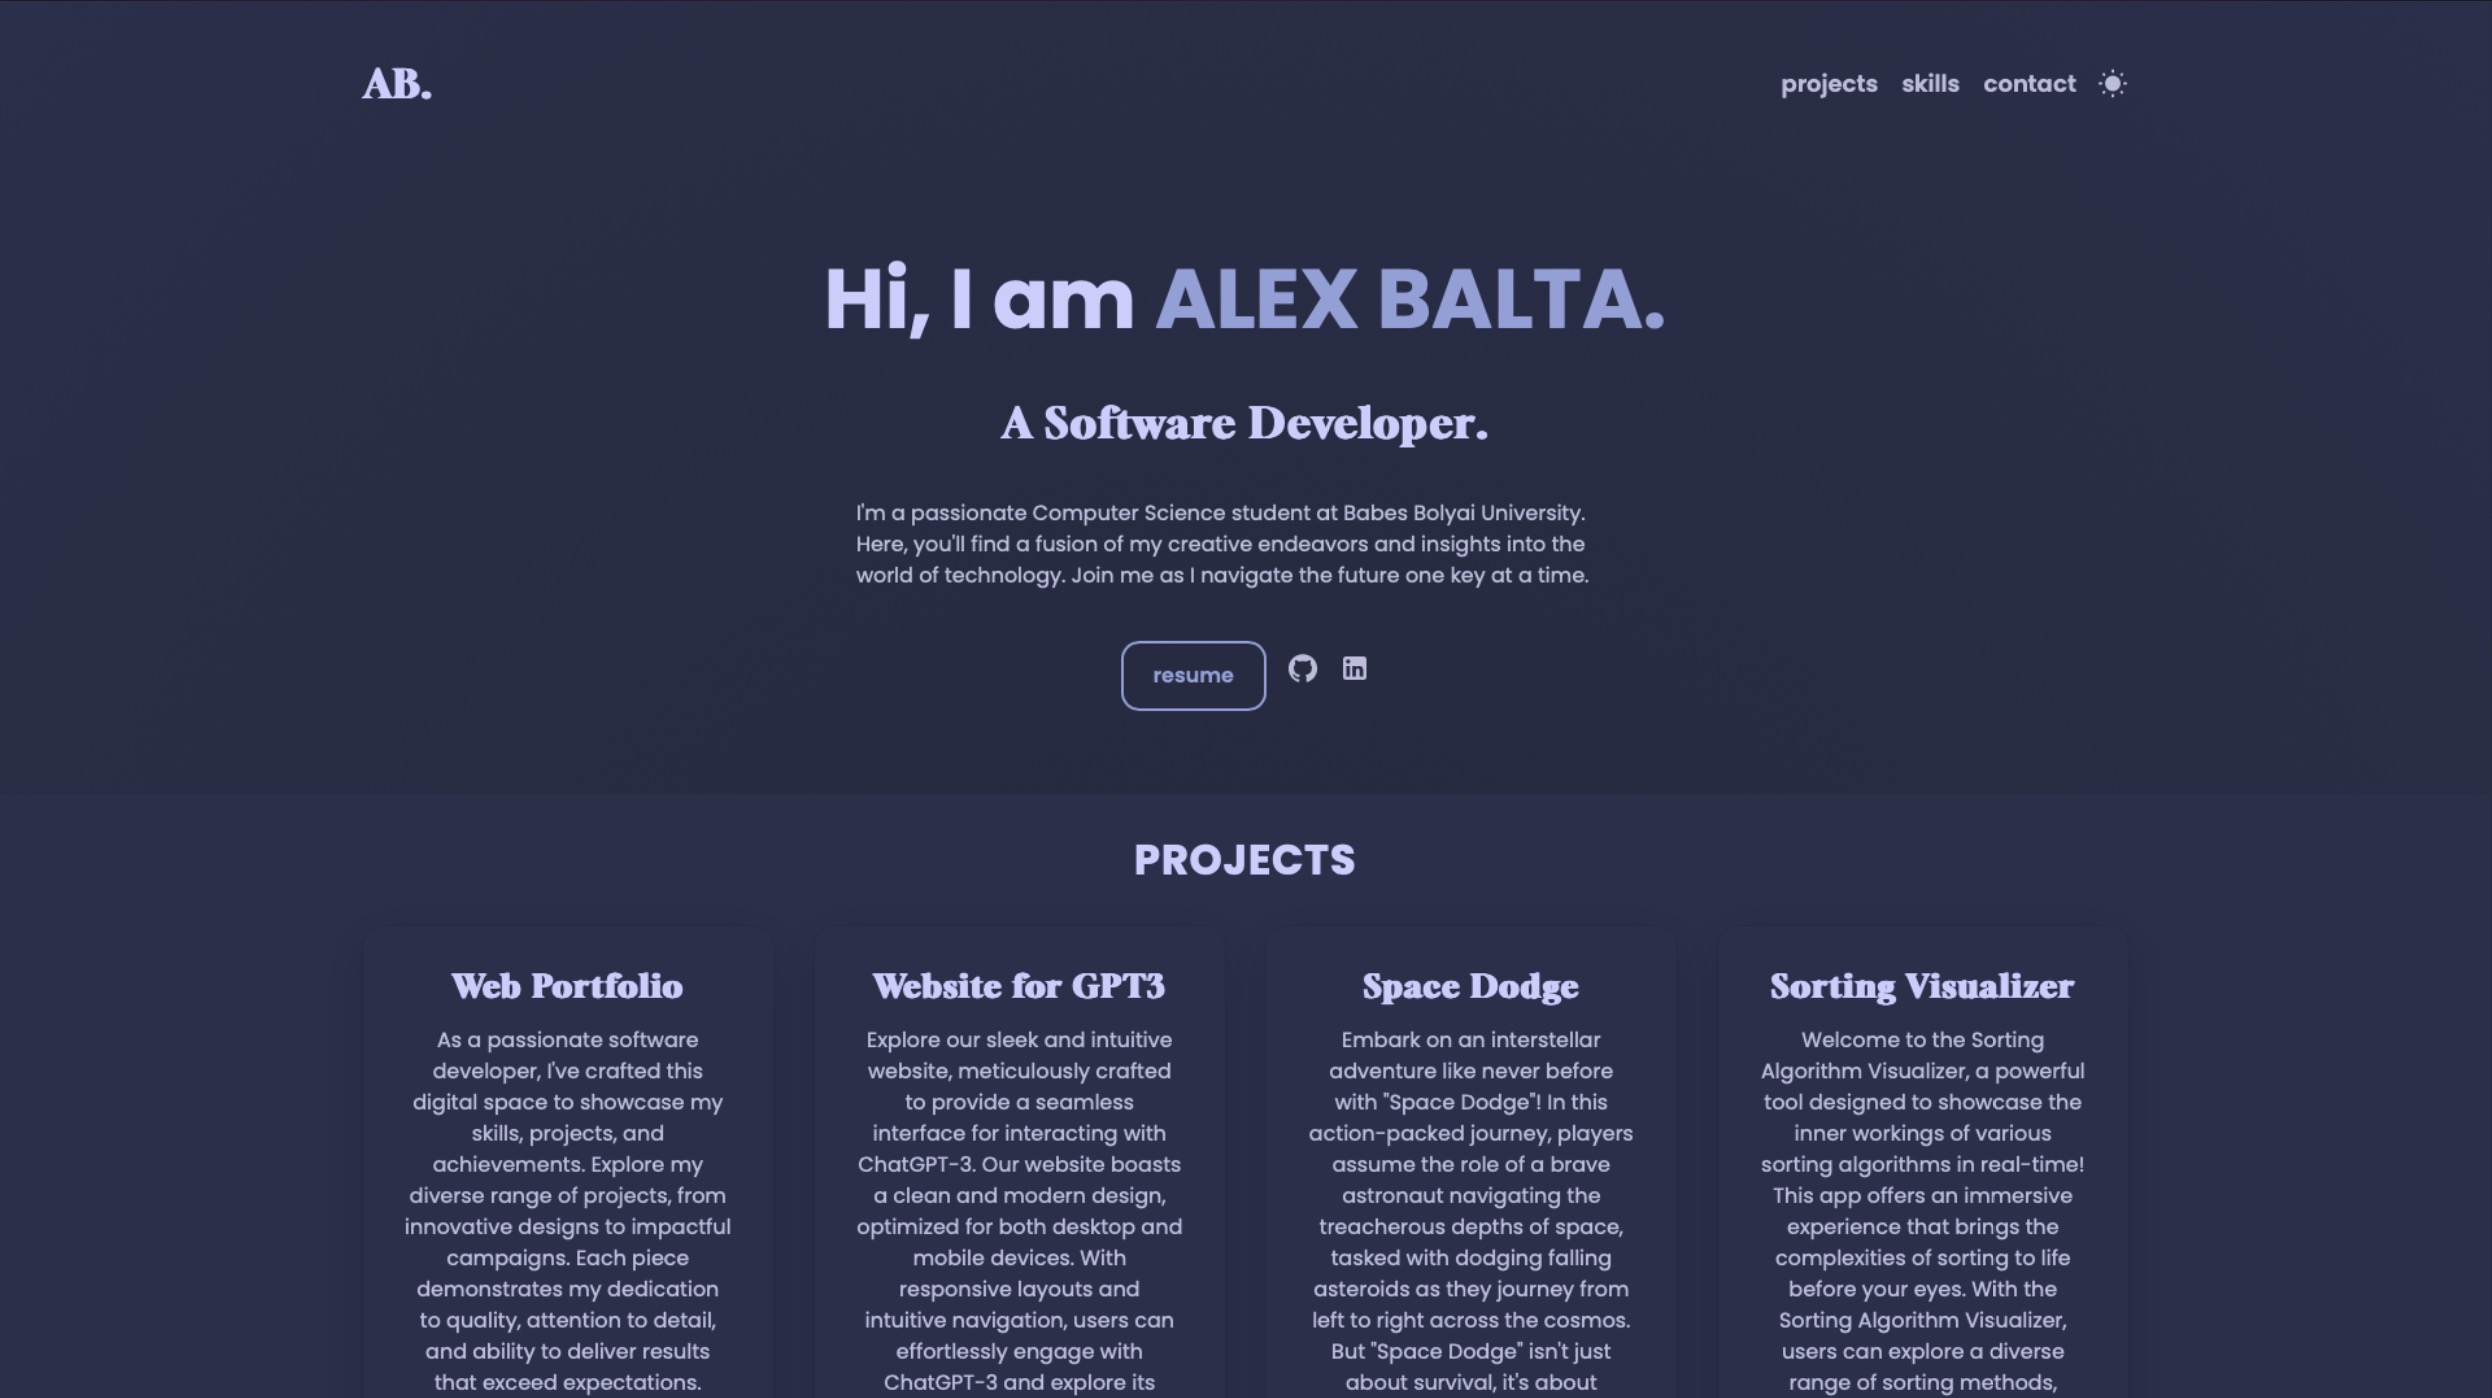 AB.
projects skills contact
Hi, I am ALEX BALTA.
A Software Developer.
I'm a passionate Computer Science student at Babes Bolyai University.
Here, you'll find a fusion of my creative endeavors and insights into the
world of technology. Join me as I navigate the future one key at a time.
resume
PROJECTS
Web Portfolio
As a passionate software
developer, I've crafted this
digital space to showcase my
skills, projects, and
achievements. Explore my
diverse range of projects, from
innovative designs to impactful
campaigns. Each piece
demonstrates my dedication
to quality, attention to detail,
and ability to deliver results
that exceed expectations.
Website for GPT3
Explore our sleek and intuitive
website, meticulously crafted
to provide a seamless
interface for interacting with
ChatGPT-3. Our website boasts
a clean and modern design,
optimized for both desktop and
mobile devices. With
responsive layouts and
intuitive navigation, users can
effortlessly engage with
ChatGPT-3 and explore its
Space Dodge
Embark on an interstellar
adventure like never before
with "Space Dodge"! In this
action-packed journey, players
assume the role of a brave
astronaut navigating the
treacherous depths of space,
tasked with dodging falling
asteroids as they journey from
left to right across the cosmos.
But "Space Dodge" isn't just
about survival, it's about
Sorting Visualizer
Welcome to the Sorting
Algorithm Visualizer, a powerful
tool designed to showcase the
inner workings of various
sorting algorithms in real-time!
This app offers an immersive
experience that brings the
complexities of sorting to life
before your eyes. With the
Sorting Algorithm Visualizer,
users can explore a diverse
range of sorting methods,